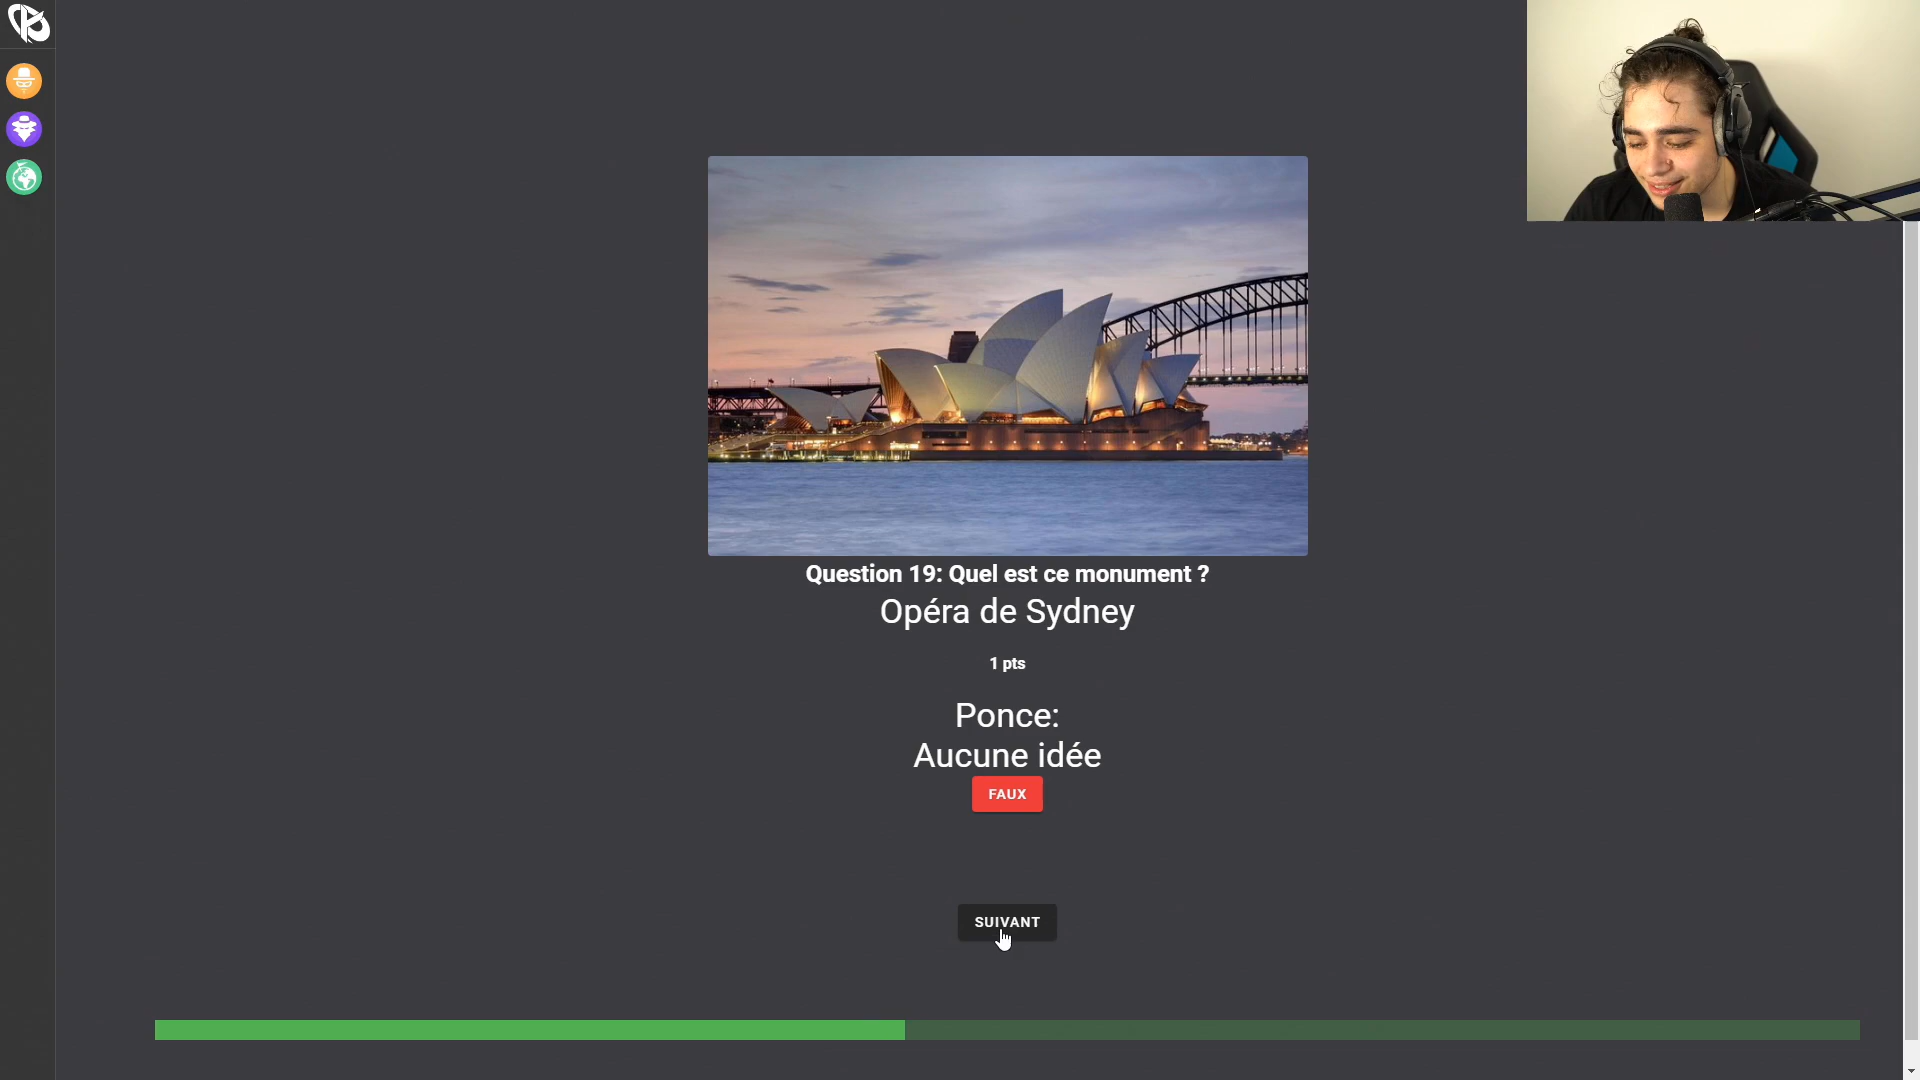 Question 19: Quel est ce monument ?
Opéra de Sydney
1 pts
Ponce:
Aucune idée
FAUX
SUIVANT